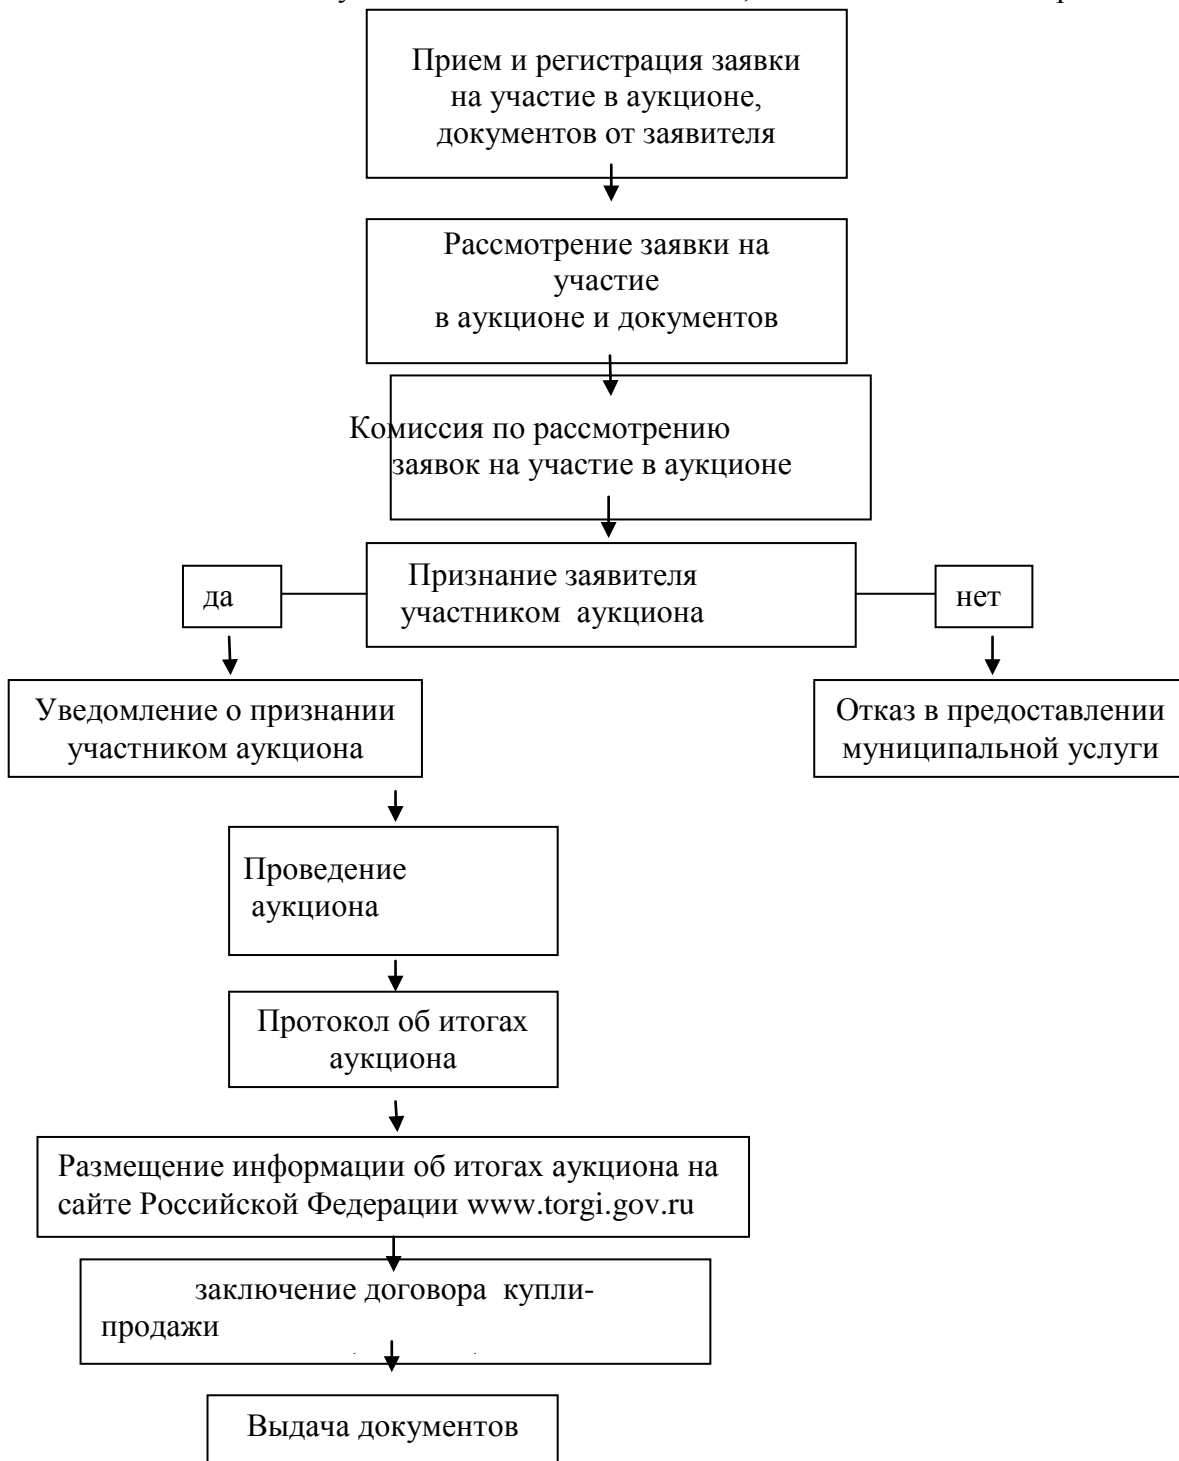 Прием и регистрация заявки
на участие в аукционе,
документов от заявителя
Рассмотрение заявки на
участие
в аукционе и документов
Комиссия по рассмотрению
заявок на участие в аукционе
Признание заявителя
участником аукциона
да
нет
Уведомление о признании
участником аукциона
Отказ в предоставлении
муниципальной услуги
Проведение
аукциона
Протокол об итогах
аукциона
Размещение информации об итогах аукциона на
сайте Российской Федерации www.torgi.gov.ru
заключение договора купли-
продажи
Выдача документов